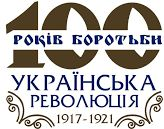 100
РОКІВ БОРОТЬБИ
УКРАЇНСЬКА
РЕВОЛЮЦІЯ
1917-1921